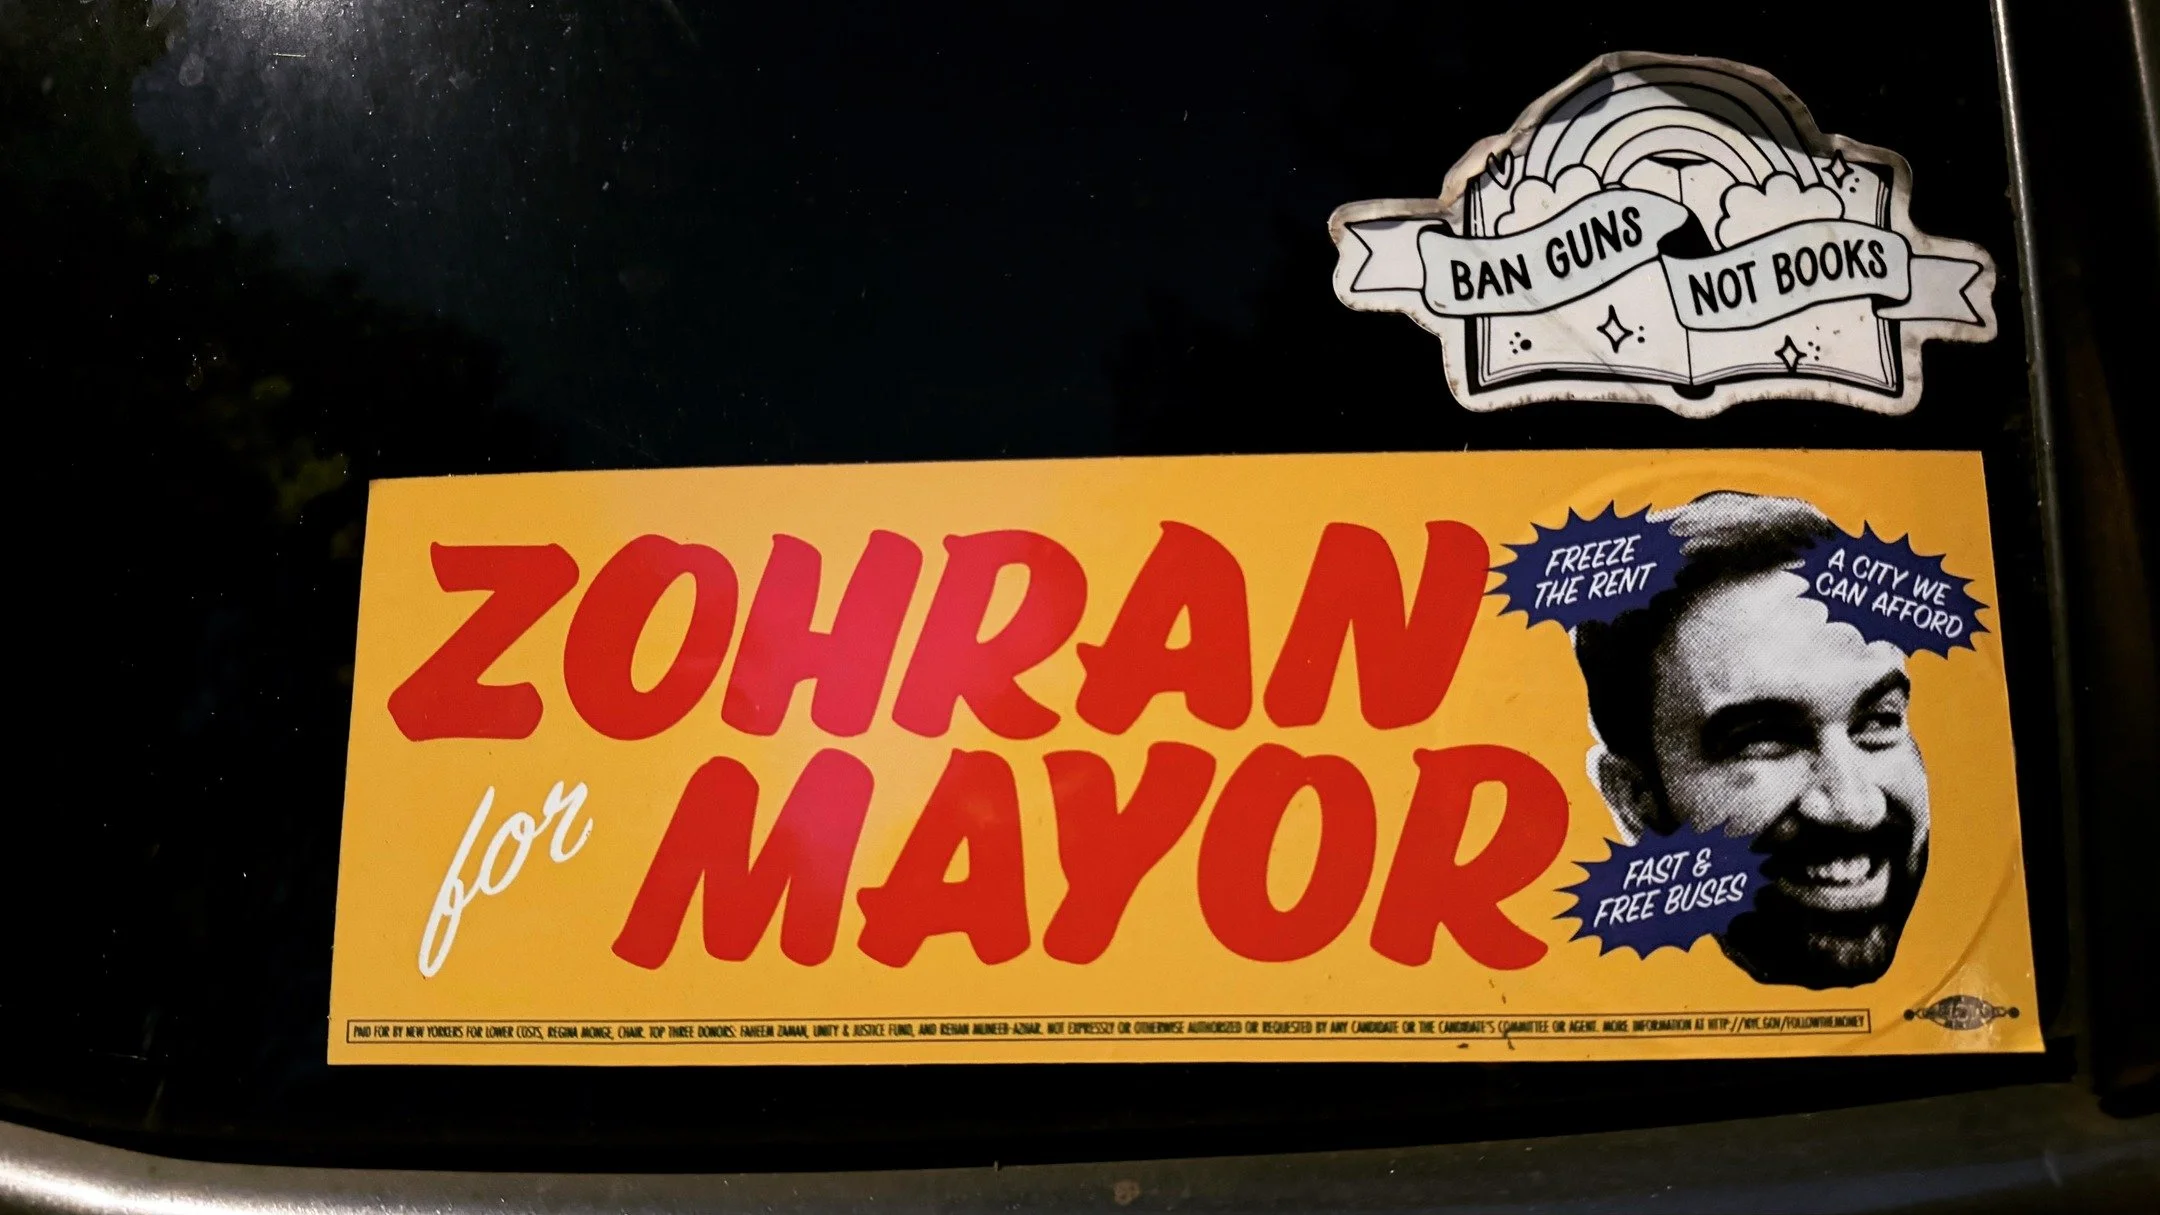 BAN GUNS
NOT BOOKS
ZOHRAN
for MAYOR
FREEZE
THE RENT
A CITY WE
CAN AFFORD
FAST &
FREE BUSES
PAID FOR BY NEW YORKERS FOR LOWER COSTS, REGINA MONGE, CHAIR. TOP THREE DONORS: FAHEEM ZAMAN, UNITY & JUSTICE FUND, AND REHAN MUNEER-AZHAR. NOT EXPRESSLY OR OTHERWISE AUTHORIZED OR REQUESTED BY ANY CANDIDATE OR THE CANDIDATE'S COMMITTEE OR AGENT. MORE INFORMATION AT HTTP://NYC.GOV/FOLLOWTHEMONEY